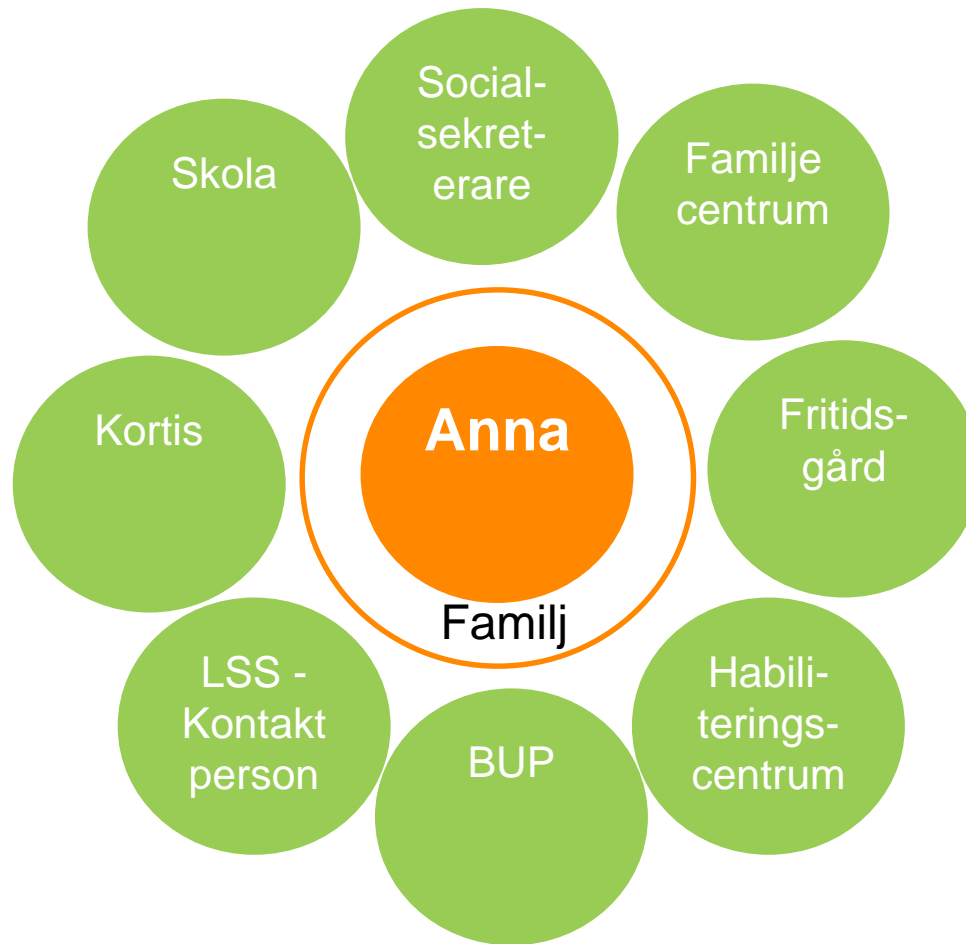 Social-
sekret-
erare
Familje
centrum
Skola
Fritids-
gård
Kortis
Anna
Familj
Habili-
terings-
centrum
LSS -
Kontakt
person
BUP